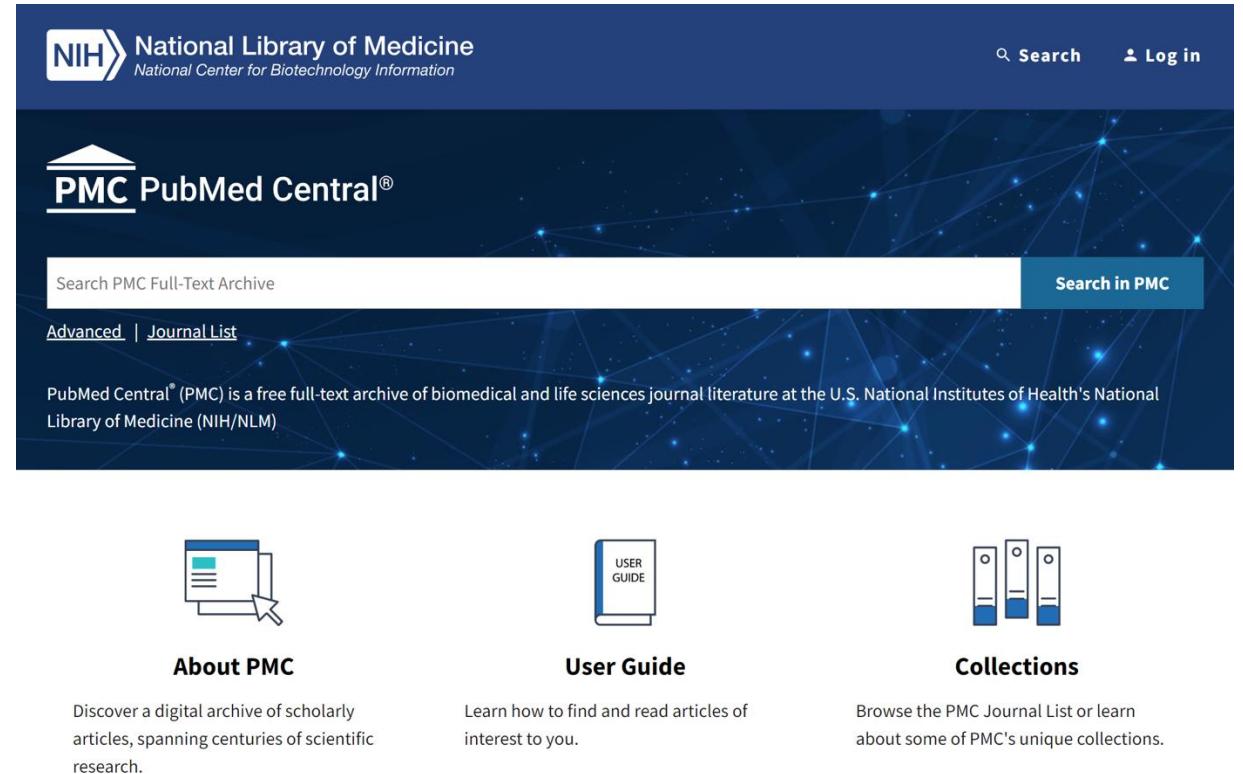 NIH National Library of Medicine
National Center for Biotechnology Information
Search
Log in
PMC PubMed Central®
Search PMC Full-Text Archive
Search in PMC
Advanced | Journal List
PubMed Central® (PMC) is a free full-text archive of biomedical and life sciences journal literature at the U.S. National Institutes of Health's National
Library of Medicine (NIH/NLM)
USER
GUIDE
About PMC
Discover a digital archive of scholarly
articles, spanning centuries of scientific
research.
User Guide
Learn how to find and read articles of
interest to you.
Collections
Browse the PMC Journal List or learn
about some of PMC's unique collections.